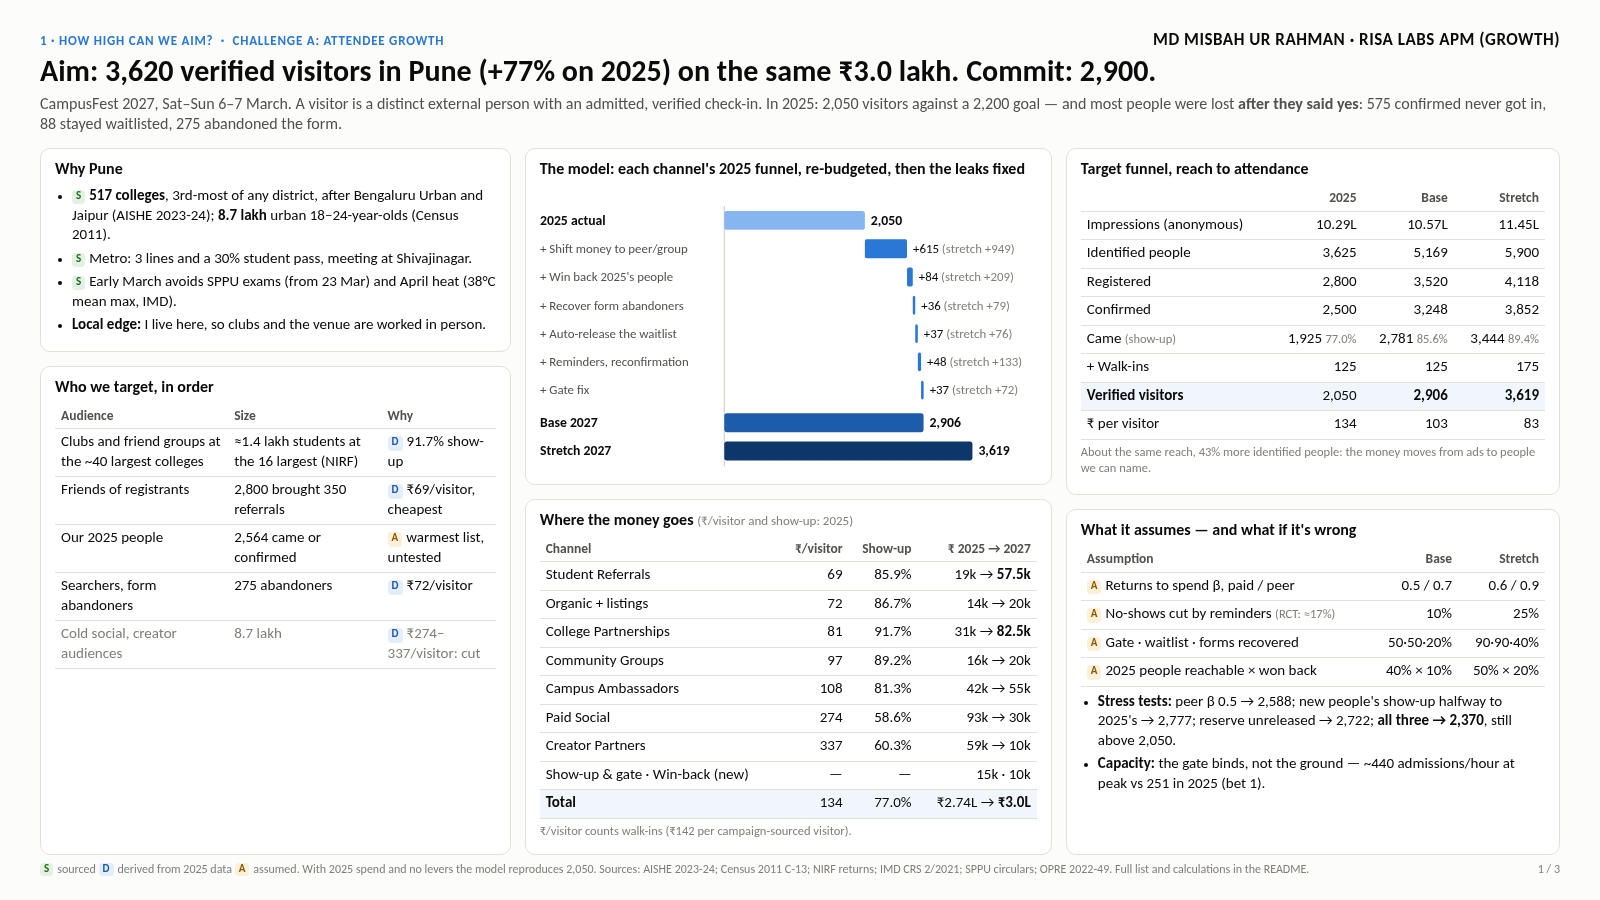 1 · HOW HIGH CAN WE AIM? · CHALLENGE A: ATTENDEE GROWTH
MD MISBAH UR RAHMAN · RISA LABS APM (GROWTH)
Aim: 3,620 verified visitors in Pune (+77% on 2025) on the same ₹3.0 lakh. Commit: 2,900.
CampusFest 2027, Sat–Sun 6–7 March. A visitor is a distinct external person with an admitted, verified check-in. In 2025: 2,050 visitors against a 2,200 goal — and most people were lost after they said yes: 575 confirmed never got in,
88 stayed waitlisted, 275 abandoned the form.
Why Pune
• S 517 colleges, 3rd-most of any district, after Bengaluru Urban and
Jaipur (AISHE 2023-24); 8.7 lakh urban 18–24-year-olds (Census
2011).
• S Metro: 3 lines and a 30% student pass, meeting at Shivajinagar.
• S Early March avoids SPPU exams (from 23 Mar) and April heat (38°C
mean max, IMD).
• Local edge: I live here, so clubs and the venue are worked in person.
Who we target, in order
Audience Size Why
Clubs and friend groups at ≈1.4 lakh students at D 91.7% show-
the ~40 largest colleges the 16 largest (NIRF) up
Friends of registrants 2,800 brought 350 D ₹69/visitor,
referrals cheapest
Our 2025 people 2,564 came or A warmest list,
confirmed untested
Searchers, form 275 abandoners D ₹72/visitor
abandoners
Cold social, creator 8.7 lakh D ₹274–
audiences 337/visitor: cut
The model: each channel's 2025 funnel, re-budgeted, then the leaks fixed
2025 actual 2,050
+ Shift money to peer/group +615 (stretch +949)
+ Win back 2025's people +84 (stretch +209)
+ Recover form abandoners +36 (stretch +79)
+ Auto-release the waitlist +37 (stretch +76)
+ Reminders, reconfirmation +48 (stretch +133)
+ Gate fix +37 (stretch +72)
Base 2027 2,906
Stretch 2027 3,619
Where the money goes (₹/visitor and show-up: 2025)
Channel ₹/visitor Show-up ₹ 2025 → 2027
Student Referrals 69 85.9% 19k → 57.5k
Organic + listings 72 86.7% 14k → 20k
College Partnerships 81 91.7% 31k → 82.5k
Community Groups 97 89.2% 16k → 20k
Campus Ambassadors 108 81.3% 42k → 55k
Paid Social 274 58.6% 93k → 30k
Creator Partners 337 60.3% 59k → 10k
Show-up & gate · Win-back (new) — — 15k · 10k
Total 134 77.0% ₹2.74L → ₹3.0L
₹/visitor counts walk-ins (₹142 per campaign-sourced visitor).
Target funnel, reach to attendance
2025 Base Stretch
Impressions (anonymous) 10.29L 10.57L 11.45L
Identified people 3,625 5,169 5,900
Registered 2,800 3,520 4,118
Confirmed 2,500 3,248 3,852
Came (show-up) 1,925 77.0% 2,781 85.6% 3,444 89.4%
+ Walk-ins 125 125 175
Verified visitors 2,050 2,906 3,619
₹ per visitor 134 103 83
About the same reach, 43% more identified people: the money moves from ads to people
we can name.
What it assumes — and what if it's wrong
Assumption Base Stretch
A Returns to spend β, paid / peer 0.5 / 0.7 0.6 / 0.9
A No-shows cut by reminders (RCT: ≈17%) 10% 25%
A Gate · waitlist · forms recovered 50·50·20% 90·90·40%
A 2025 people reachable × won back 40% × 10% 50% × 20%
• Stress tests: peer β 0.5 → 2,588; new people's show-up halfway to
2025's → 2,777; reserve unreleased → 2,722; all three → 2,370, still
above 2,050.
• Capacity: the gate binds, not the ground — ~440 admissions/hour at
peak vs 251 in 2025 (bet 1).
S sourced D derived from 2025 data A assumed. With 2025 spend and no levers the model reproduces 2,050. Sources: AISHE 2023-24; Census 2011 C-13; NIRF returns; IMD CRS 2/2021; SPPU circulars; OPRE 2022-49. Full list and calculations in the README.
1 / 3